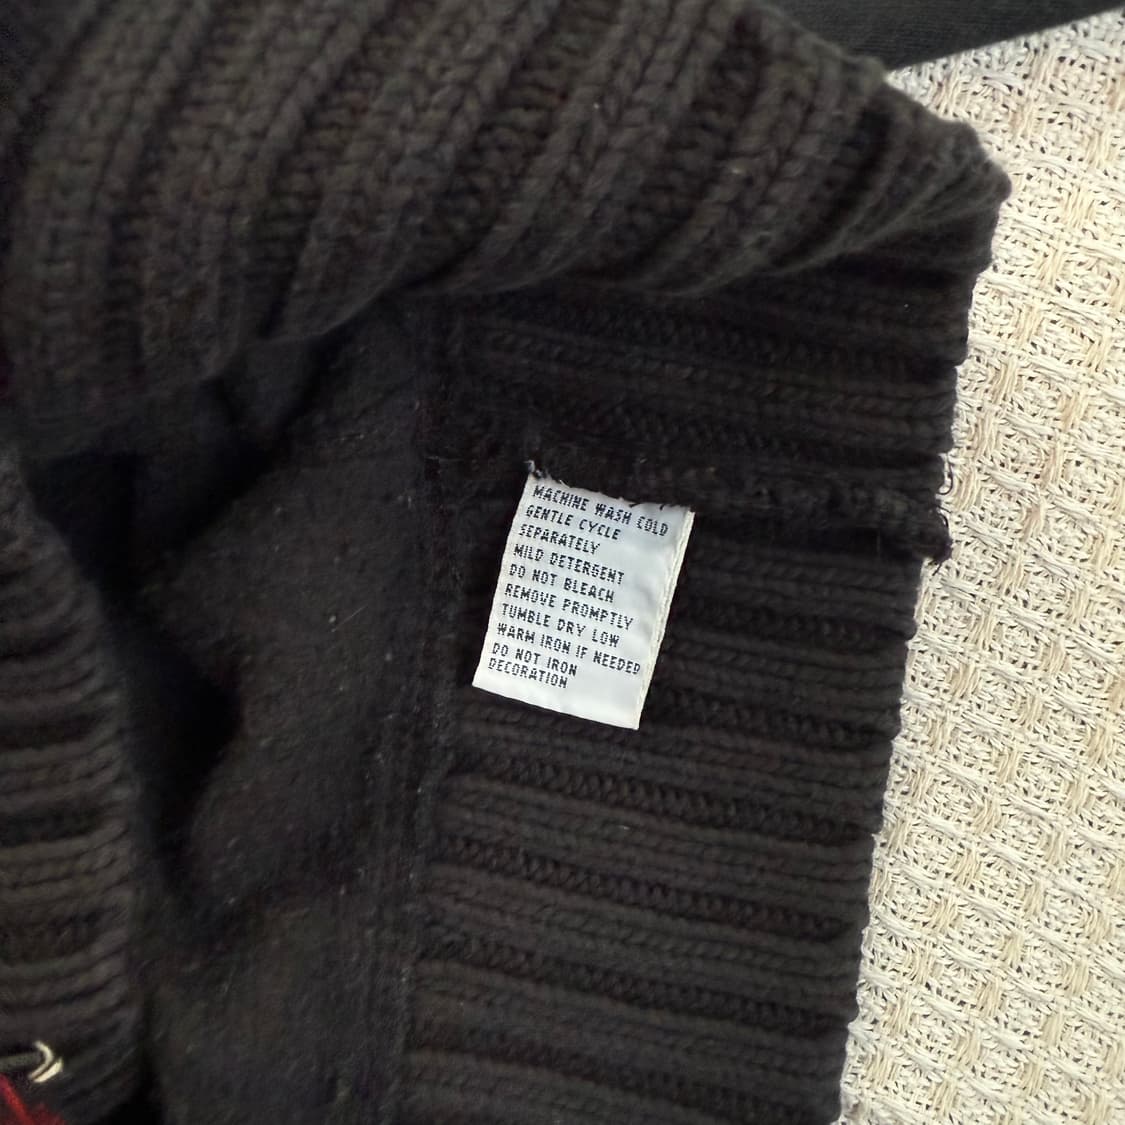 MACHINE WASH COLD
GENTLE CYCLE
SEPARATELY
MILD DETERGENT
DO NOT BLEACH
REMOVE PROMPTLY
TUMBLE DRY LOW
WARM IRON IF NEEDED
DO NOT IRON
DECORATION